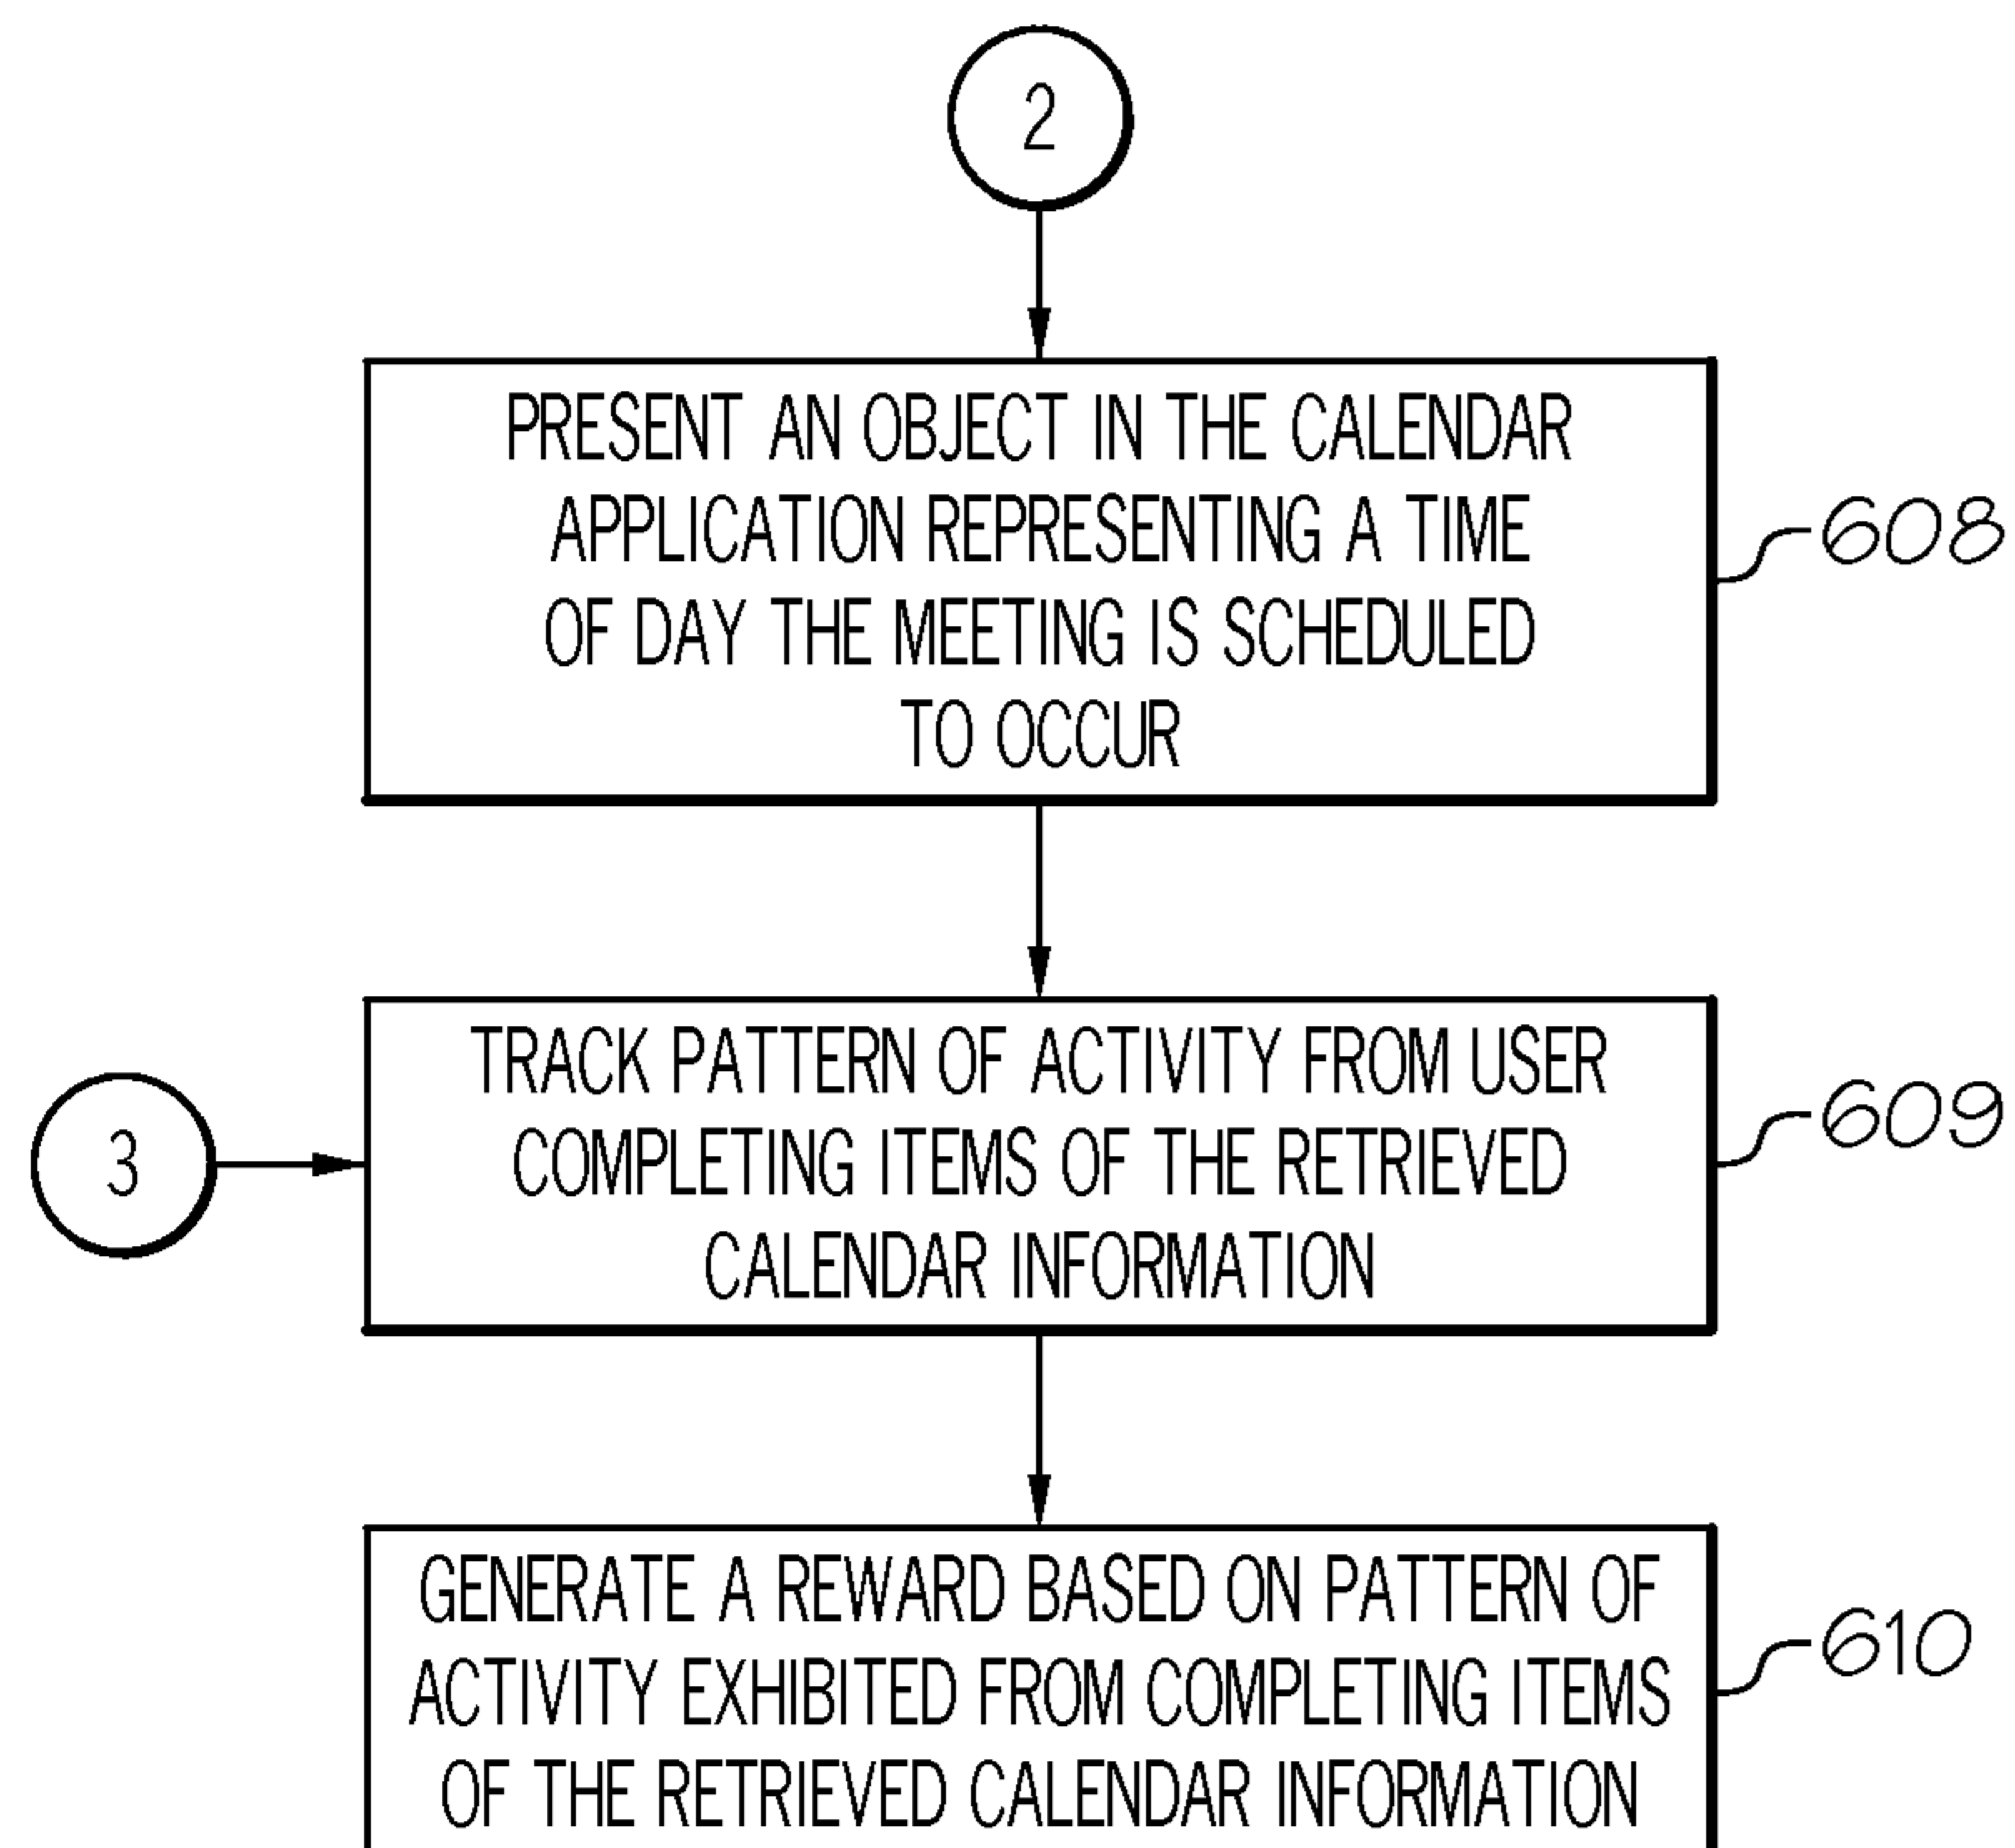 2
PRESENT AN OBJECT IN THE CALENDAR
APPLICATION REPRESENTING A TIME
OF DAY THE MEETING IS SCHEDULED
TO OCCUR
608
TRACK PATTERN OF ACTIVITY FROM USER
COMPLETING ITEMS OF THE RETRIEVED
CALENDAR INFORMATION
609
3
GENERATE A REWARD BASED ON PATTERN OF
ACTIVITY EXHIBITED FROM COMPLETING ITEMS
OF THE RETRIEVED CALENDAR INFORMATION
610